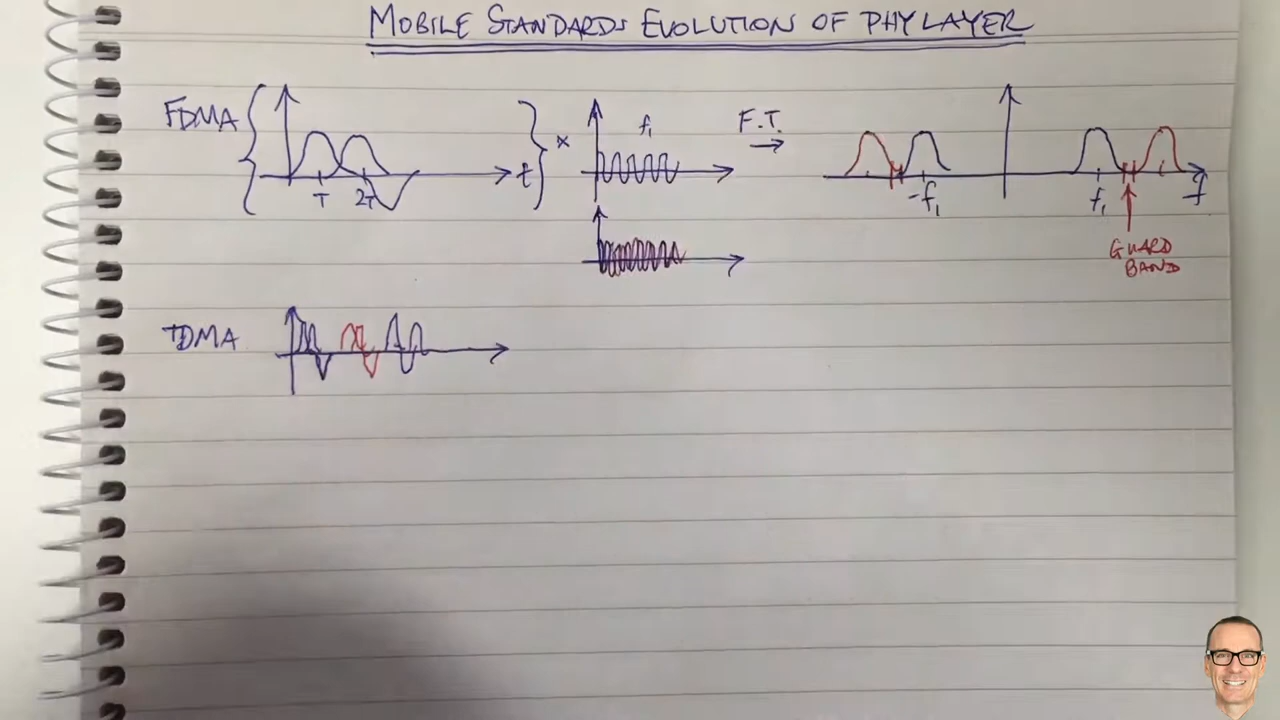 MOBILE STANDARDS EVOLUTION OF PHY LAYER
FDMA
T
2T
t
×
f₁
F.T.
-f₁
f₁
f
GUARD
BAND
TDMA